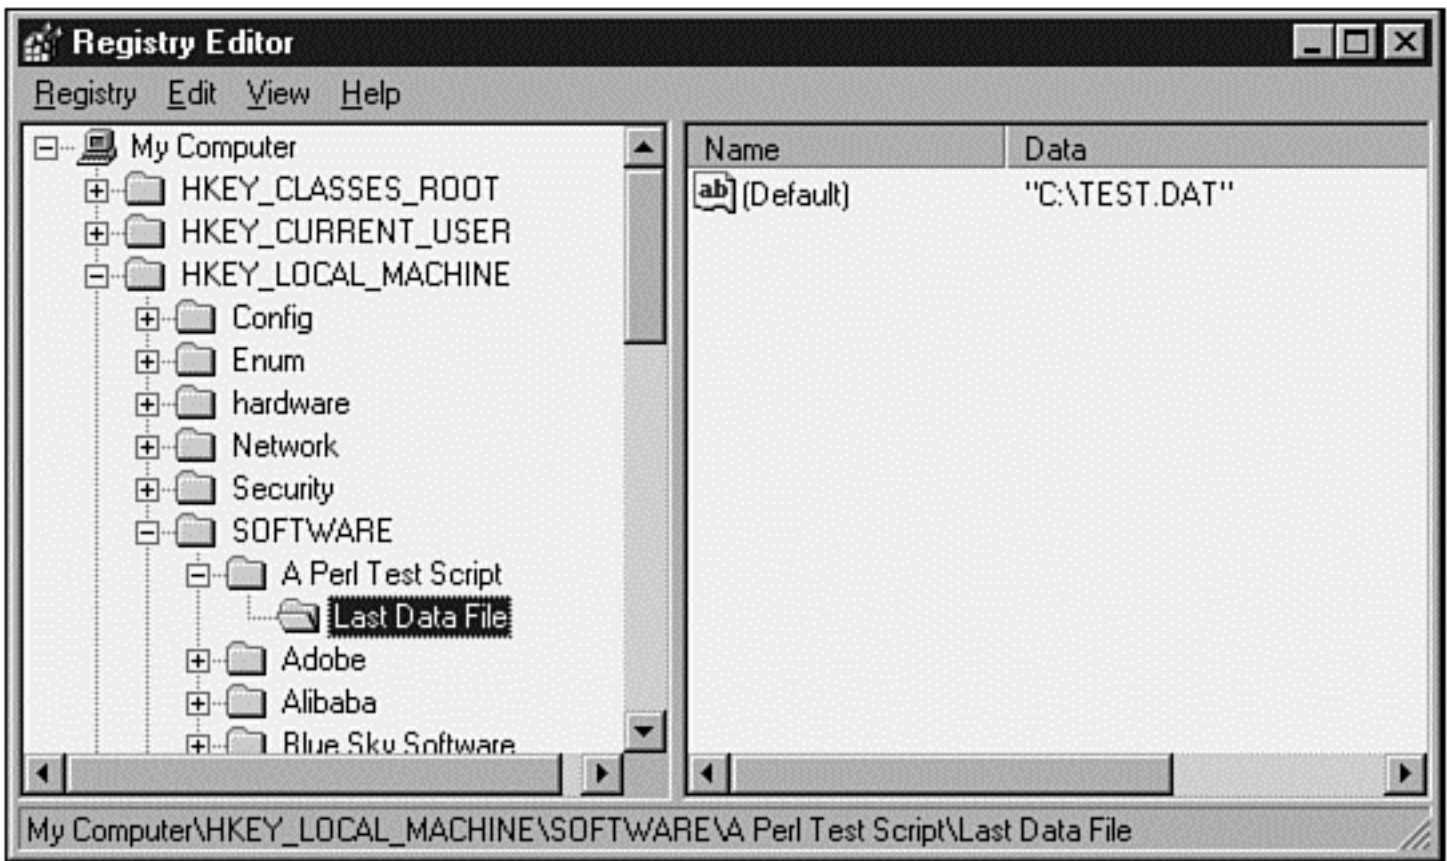 Registry Editor
Registry Edit View Help
My Computer
HKEY_CLASSES_ROOT
HKEY_CURRENT_USER
HKEY_LOCAL_MACHINE
Config
Enum
hardware
Network
Security
SOFTWARE
A Perl Test Script
Last Data File
Adobe
Alibaba
Blue Sky Software
Name Data
ab (Default) "C:\TEST.DAT"
My Computer\HKEY_LOCAL_MACHINE\SOFTWARE\A Perl Test Script\Last Data File